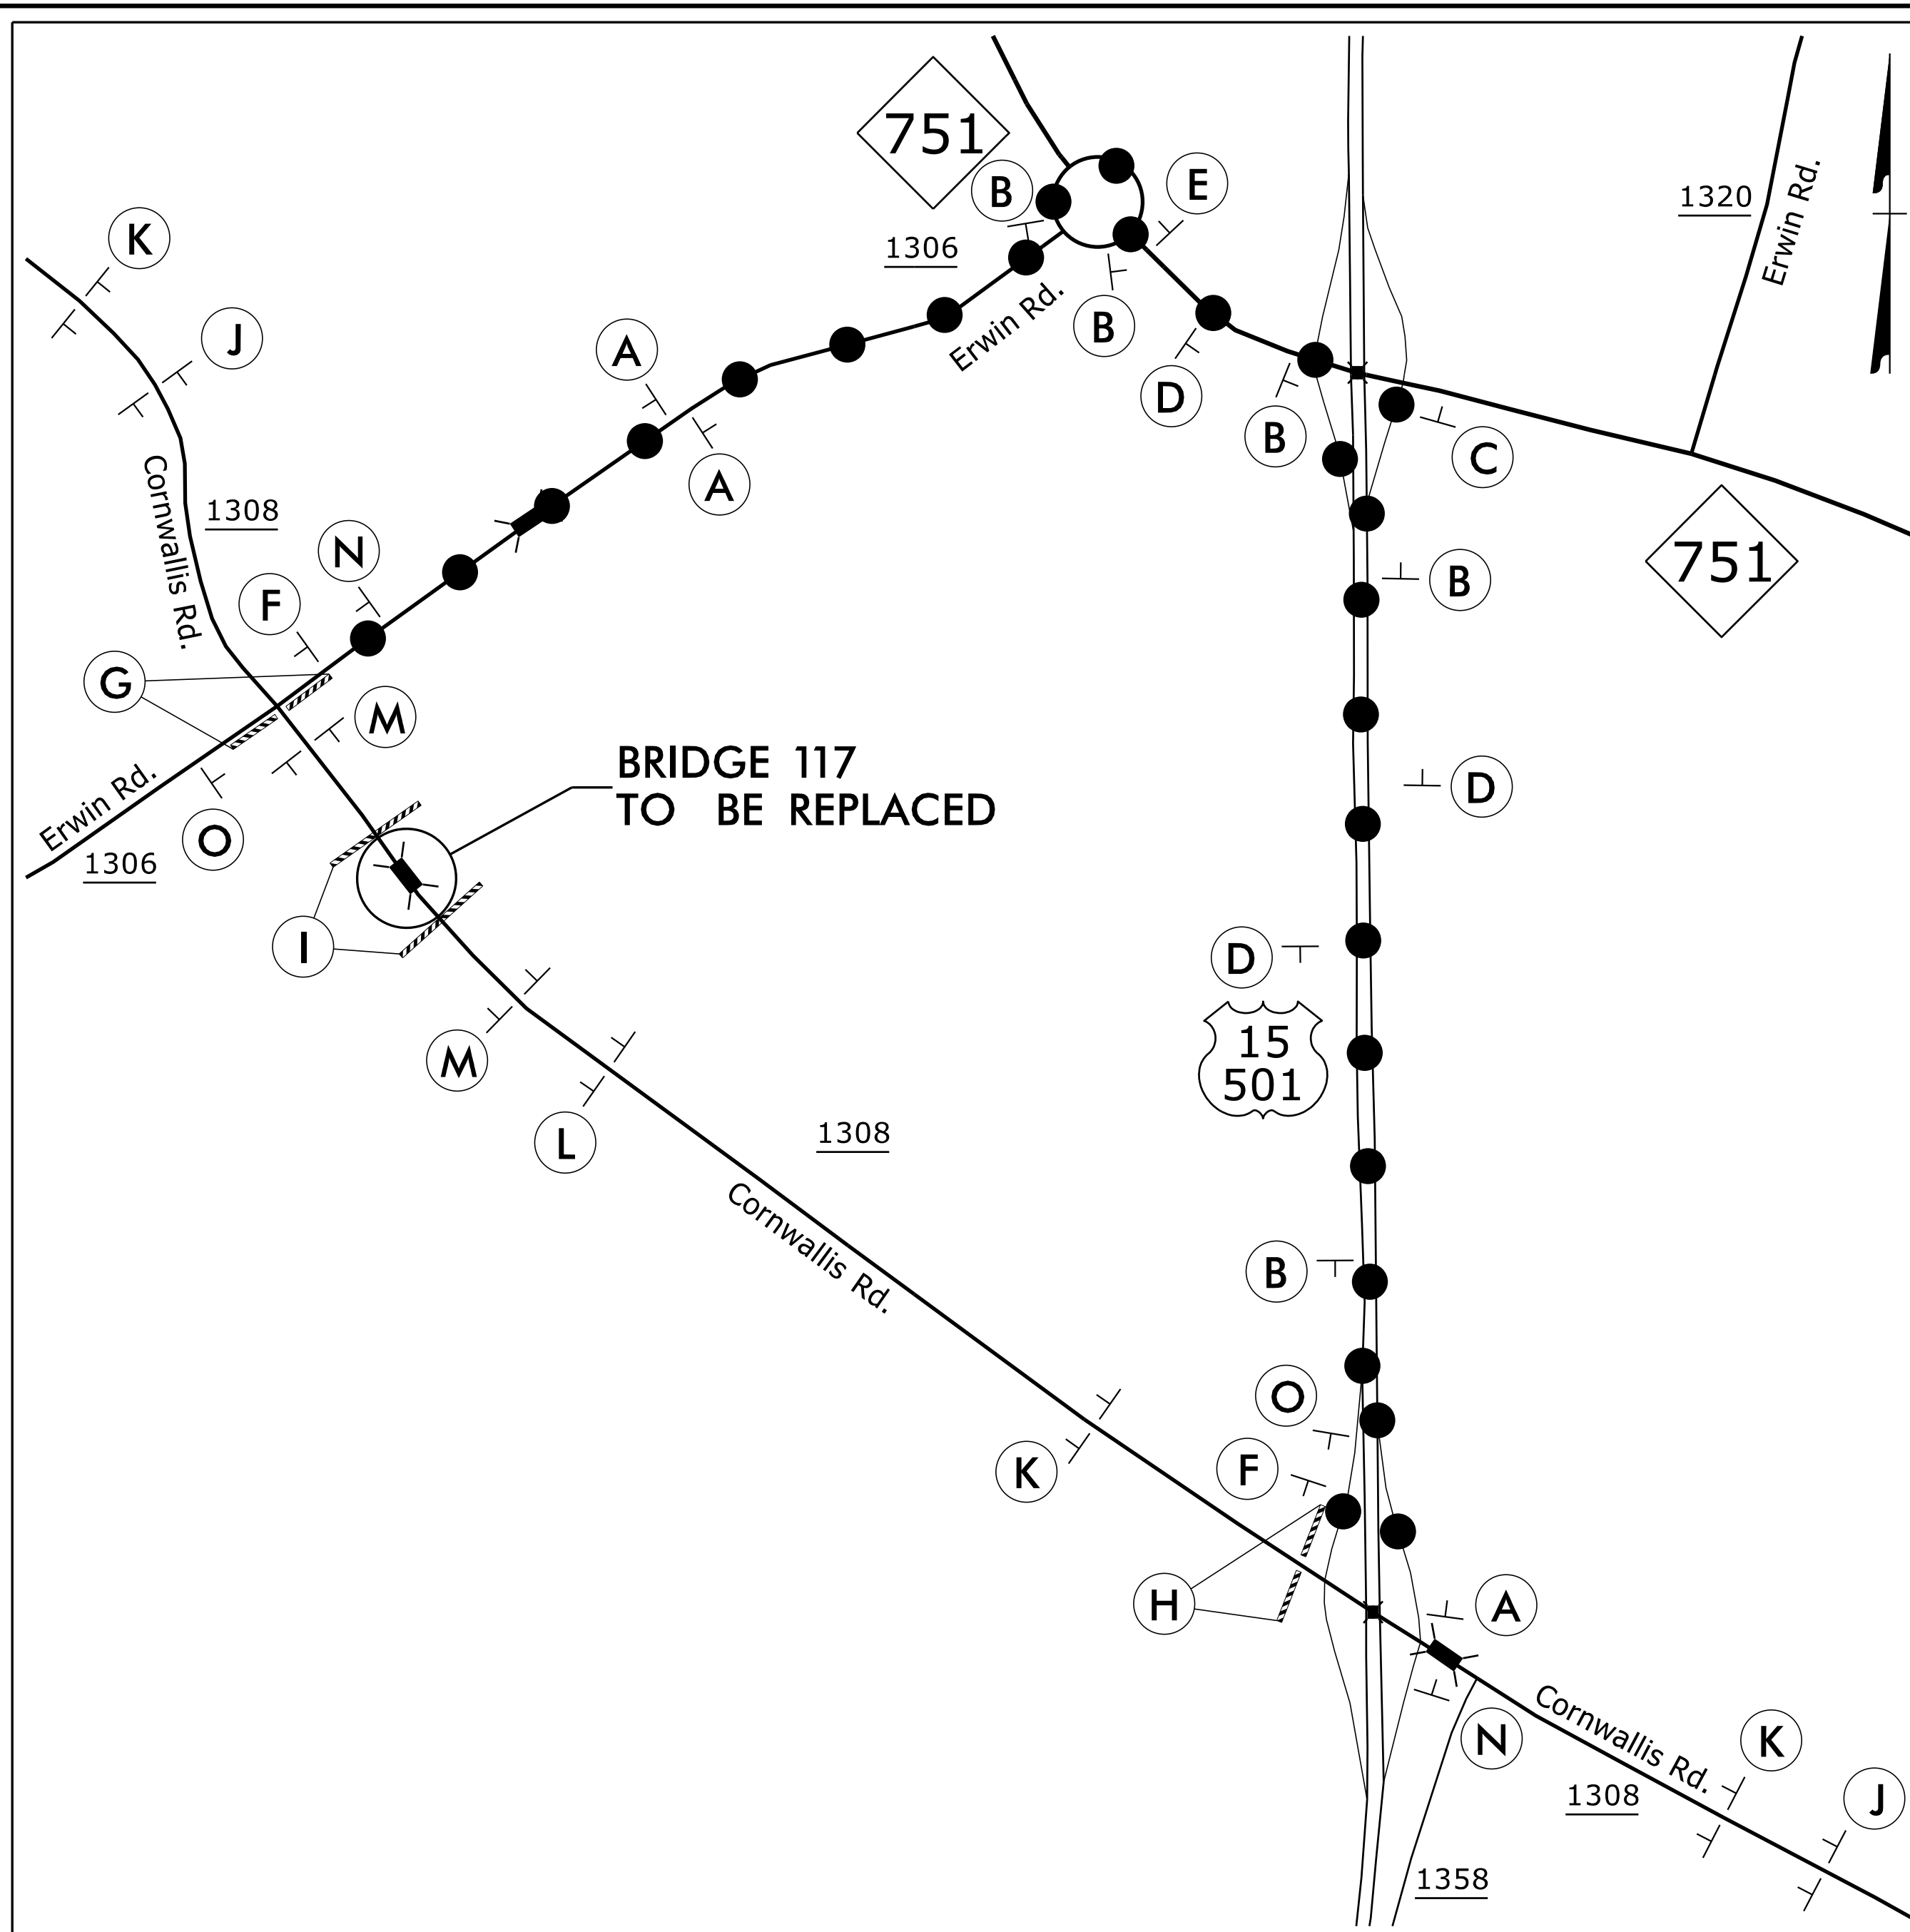 751
B
E
1320
Erwin Rd.
1306
K
J
A
Erwin Rd.
B
D
B
C
A
Cornwallis Rd.
1308
N
F
751
B
G
M
BRIDGE 117
TO BE REPLACED
D
Erwin Rd.
O
1306
I
D
15
501
M
L
1308
Cornwallis Rd.
B
O
K
F
H
A
Cornwallis Rd.
N
K
1308
J
1358